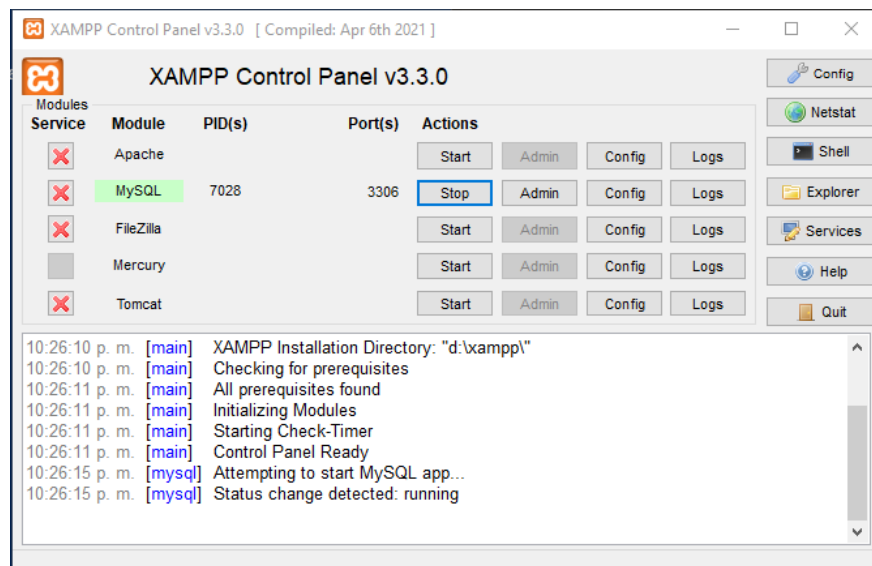 XAMPP Control Panel v3.3.0 [ Compiled: Apr 6th 2021 ]
XAMPP Control Panel v3.3.0
Config
Modules
Service Module PID(s) Port(s) Actions
Netstat
Apache Start Admin Config Logs
Shell
MySQL 7028 3306 Stop Admin Config Logs
Explorer
FileZilla Start Admin Config Logs
Services
Mercury Start Admin Config Logs
Help
Tomcat Start Admin Config Logs
Quit
10:26:10 p. m. [main] XAMPP Installation Directory: "d:\xampp\"
10:26:10 p. m. [main] Checking for prerequisites
10:26:11 p. m. [main] All prerequisites found
10:26:11 p. m. [main] Initializing Modules
10:26:11 p. m. [main] Starting Check-Timer
10:26:11 p. m. [main] Control Panel Ready
10:26:15 p. m. [mysql] Attempting to start MySQL app...
10:26:15 p. m. [mysql] Status change detected: running